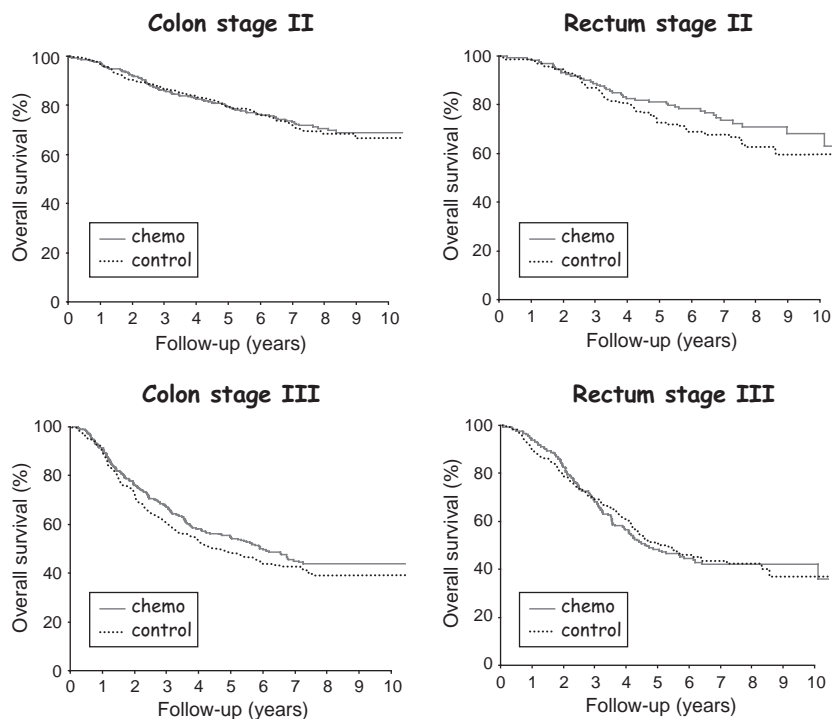 Colon stage II
100
80
60
60
20
0
Overall survival (%)
chemo
control
0 1 2 3 4 5 6 7 8 9 10
Follow-up (years)
Rectum stage II
100
80
60
60
20
0
Overall survival (%)
chemo
control
0 1 2 3 4 5 6 7 8 9 10
Follow-up (years)
Colon stage III
100
80
60
40
20
0
Overall survival (%)
chemo
control
0 1 2 3 4 5 6 7 8 9 10
Follow-up (years)
Rectum stage III
100
80
60
40
20
0
Overall survival (%)
chemo
control
0 1 2 3 4 5 6 7 8 9 10
Follow-up (years)